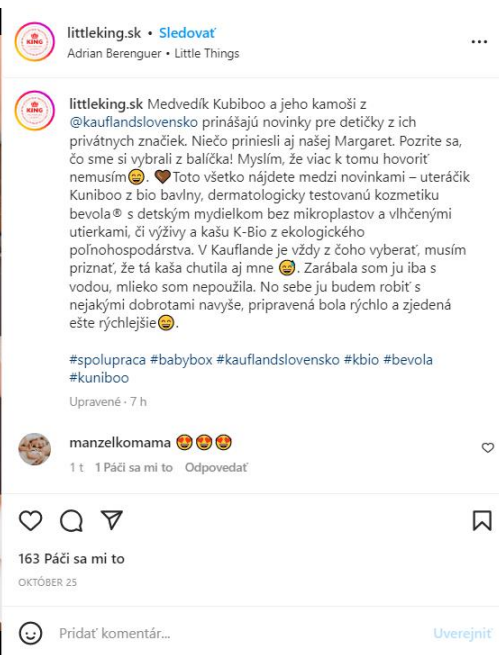 KING
littleking.sk • Sledovať
Adrian Berenguer • Little Things
KING
littleking.sk Medvedík Kubiboo a jeho kamoši z
@kauflandslovensko prinášajú novinky pre detičky z ich
privátnych značiek. Niečo priniesli aj našej Margaret. Pozrite sa,
čo sme si vybrali z balíčka! Myslím, že viac k tomu hovoriť
nemusím😅. 🤎Toto všetko nájdete medzi novinkami – uteráčik
Kuniboo z bio bavlny, dermatologicky testovanú kozmetiku
bevola® s detským mydielkom bez mikroplastov a vlhčenými
utierkami, či výživy a kašu K-Bio z ekologického
poľnohospodárstva. V Kauflande je vždy z čoho vyberať, musím
priznať, že tá kaša chutila aj mne 😅. Zarábala som ju iba s
vodou, mlieko som nepoužila. No sebe ju budem robiť s
nejakými dobrotami navyše, pripravená bola rýchlo a zjedená
ešte rýchlejšie😄.
#spolupraca #babybox #kauflandslovensko #kbio #bevola
#kuniboo
Upravené · 7 h
manzelkomama 😍😍😍
1 t 1 Páči sa mi to Odpovedať
163 Páči sa mi to
OKTÓBER 25
Pridať komentár...
Uverejniť